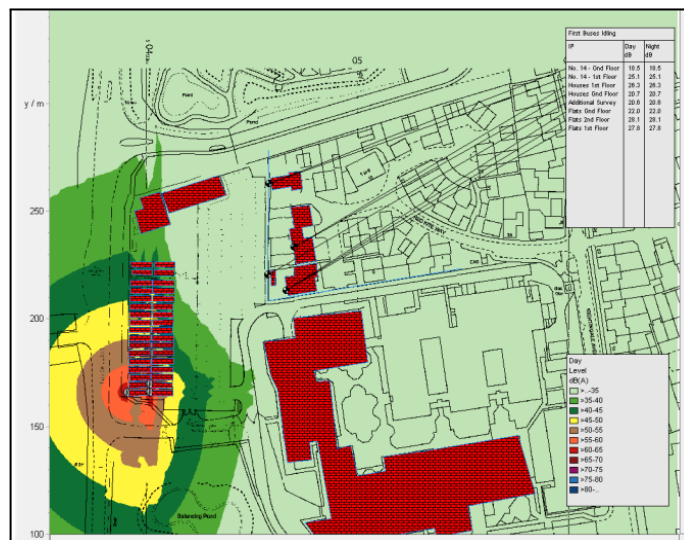 05
y / m
250
200
150
100
Pond
Pond
Balancing Pond
First Buses Idling
IP Day dB Night dB
No. 14 - Gnd Floor 18.5 18.5
No. 14 - 1st Floor 25.1 25.1
Houses 1st Floor 26.3 26.3
Houses Gnd Floor 20.7 20.7
Additional Survey 20.6 20.6
Flats Gnd Floor 22.0 22.0
Flats 2nd Floor 28.1 28.1
Flats 1st Floor 27.8 27.8
Day
Level
dB(A)
>..-35
>35-40
>40-45
>45-50
>50-55
>55-60
>60-65
>65-70
>70-75
>75-80
>80-..